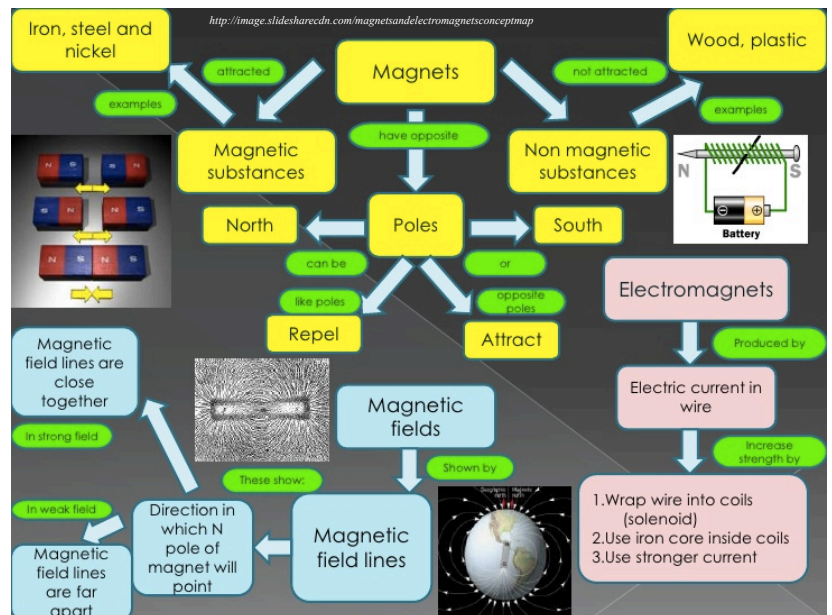 http://image.slidesharecdn.com/magnetsandelectromagnetsconceptmap
Iron, steel and
nickel
attracted
Magnets
not attracted
Wood, plastic
examples
have opposite
examples
Magnetic
substances
Non magnetic
substances
N S S N
S N N S
N S N S
N S
Battery
North
Poles
South
can be
or
like poles
opposite
poles
Repel
Attract
Electromagnets
Produced by
Electric current in
wire
Increase
strength by
1.Wrap wire into coils
(solenoid)
2.Use iron core inside coils
3.Use stronger current
Magnetic
field lines are
close
together
In strong field
Magnetic
fields
These show:
Shown by
In weak field
Direction in
which N
pole of
magnet will
point
Magnetic
field lines
Magnetic
field lines
are far
apart